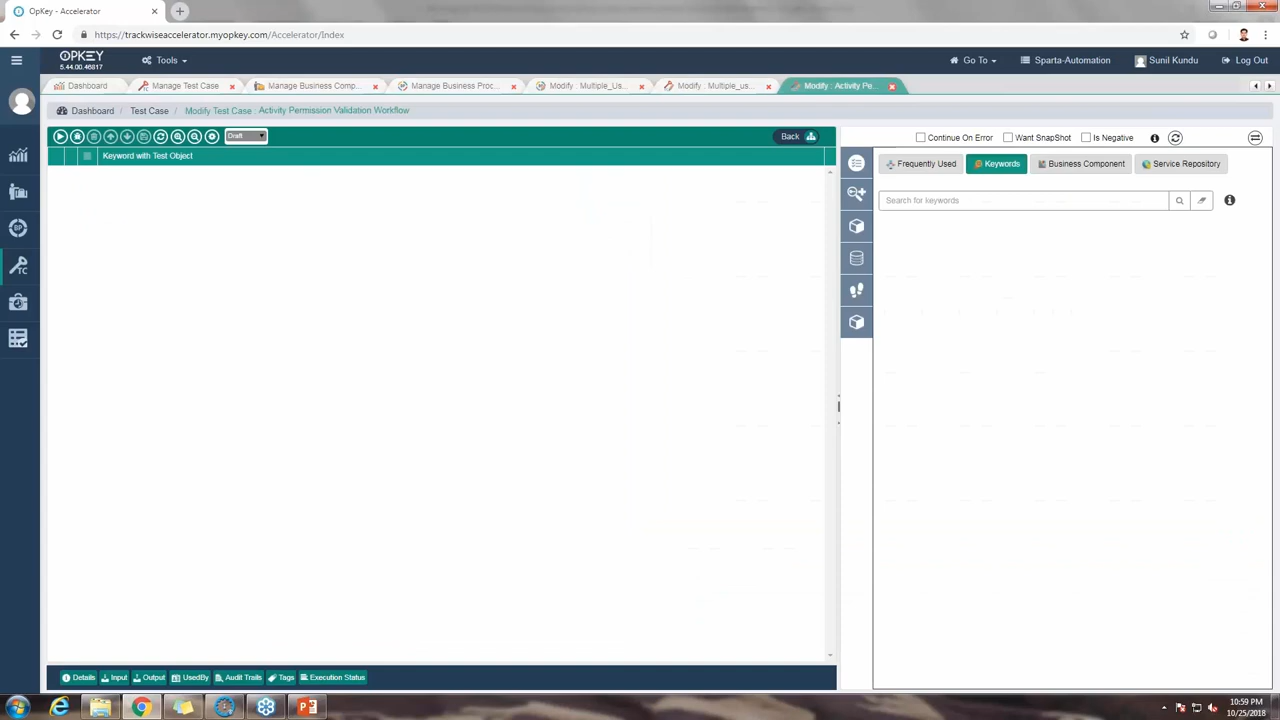 OpKey - Accelerator
https://trackwiseaccelerator.myopkey.com/Accelerator/Index
OPKEY
5.44.00.46617
Tools
Go To
Sparta-Automation
Sunil Kundu
Log Out
Dashboard
Manage Test Case
Manage Business Comp...
Manage Business Proc...
Modify : Multiple_Us...
Modify : Multiple_us...
Modify : Activity Pe...
Dashboard / Test Case / Modify Test Case : Activity Permission Validation Workflow
Draft
Back
Continue On Error
Want SnapShot
Is Negative
Keyword with Test Object
Frequently Used
Keywords
Business Component
Service Repository
Search for keywords
BP
TC
Details
Input
Output
UsedBy
Audit Trails
Tags
Execution Status
10:59 PM
10/25/2018